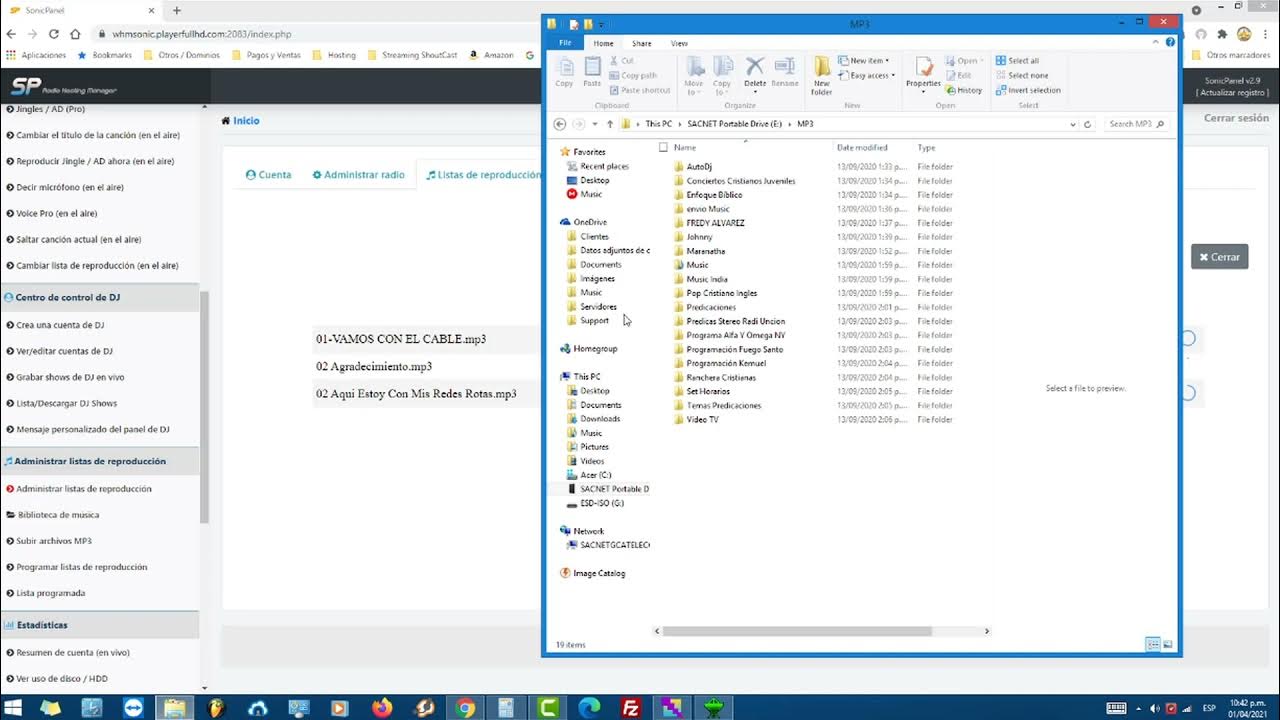 SonicPanel
whmsonic.playerfullhd.com:2083/index.php
Aplicaciones
Bookmarks
Otros / Dominios
Pagos y Ventas
Hosting
Streaming ShoutCast
Amazon
Otros marcadores
SP Radio Hosting Manager
SonicPanel v2.9
[ Actualizar registro ]
Jingles / AD (Pro)
Cambiar el título de la canción (en el aire)
Reproducir Jingle / AD ahora (en el aire)
Decir micrófono (en el aire)
Voice Pro (en el aire)
Saltar canción actual (en el aire)
Cambiar lista de reproducción (en el aire)
Centro de control de DJ
Crea una cuenta de DJ
Ver/editar cuentas de DJ
Grabar shows de DJ en vivo
Lista/Descargar DJ Shows
Mensaje personalizado del panel de DJ
Administrar listas de reproducción
Administrar listas de reproducción
Biblioteca de música
Subir archivos MP3
Programar listas de reproducción
Lista programada
Estadísticas
Resumen de cuenta (en vivo)
Ver uso de disco / HDD
Inicio
Cerrar sesión
Cuenta
Administrar radio
Listas de reproducción
Cerrar
01-VAMOS CON EL CABLE.mp3
02 Agradecimiento.mp3
02 Aqui Estoy Con Mis Redes Rotas.mp3
MP3
File
Home
Share
View
Copy
Paste
Cut
Copy path
Paste shortcut
Clipboard
Move to
Copy to
Delete
Rename
Organize
New folder
New item
Easy access
New
Properties
Open
Edit
History
Open
Select all
Select none
Invert selection
Select
This PC
SACNET Portable Drive (E:)
MP3
Search MP3
Favorites
Recent places
Desktop
Music
OneDrive
Clientes
Datos adjuntos de c
Documents
Imágenes
Music
Servidores
Support
Homegroup
This PC
Desktop
Documents
Downloads
Music
Pictures
Videos
Acer (C:)
SACNET Portable D
ESD-ISO (G:)
Network
SACNETGCATELECO
Image Catalog
Name
Date modified
Type
AutoDj 13/09/2020 1:33 p.... File folder
Conciertos Cristianos Juveniles 13/09/2020 1:34 p.... File folder
Enfoque Bíblico 13/09/2020 1:34 p.... File folder
envio Music 13/09/2020 1:36 p.... File folder
FREDY ALVAREZ 13/09/2020 1:37 p.... File folder
Johnny 13/09/2020 1:39 p.... File folder
Maranatha 13/09/2020 1:52 p.... File folder
Music 13/09/2020 1:59 p.... File folder
Music India 13/09/2020 1:59 p.... File folder
Pop Cristiano Ingles 13/09/2020 1:59 p.... File folder
Predicaciones 13/09/2020 2:01 p.... File folder
Predicas Stereo Radi Uncion 13/09/2020 2:03 p.... File folder
Programa Alfa Y Omega NY 13/09/2020 2:03 p.... File folder
Programación Fuego Santo 13/09/2020 2:03 p.... File folder
Programación Kemuel 13/09/2020 2:04 p.... File folder
Ranchera Cristianas 13/09/2020 2:04 p.... File folder
Set Horarios 13/09/2020 2:05 p.... File folder
Temas Predicaciones 13/09/2020 2:05 p.... File folder
Video TV 13/09/2020 2:06 p.... File folder
Select a file to preview.
19 items
ESP
10:42 p.m.
01/04/2021